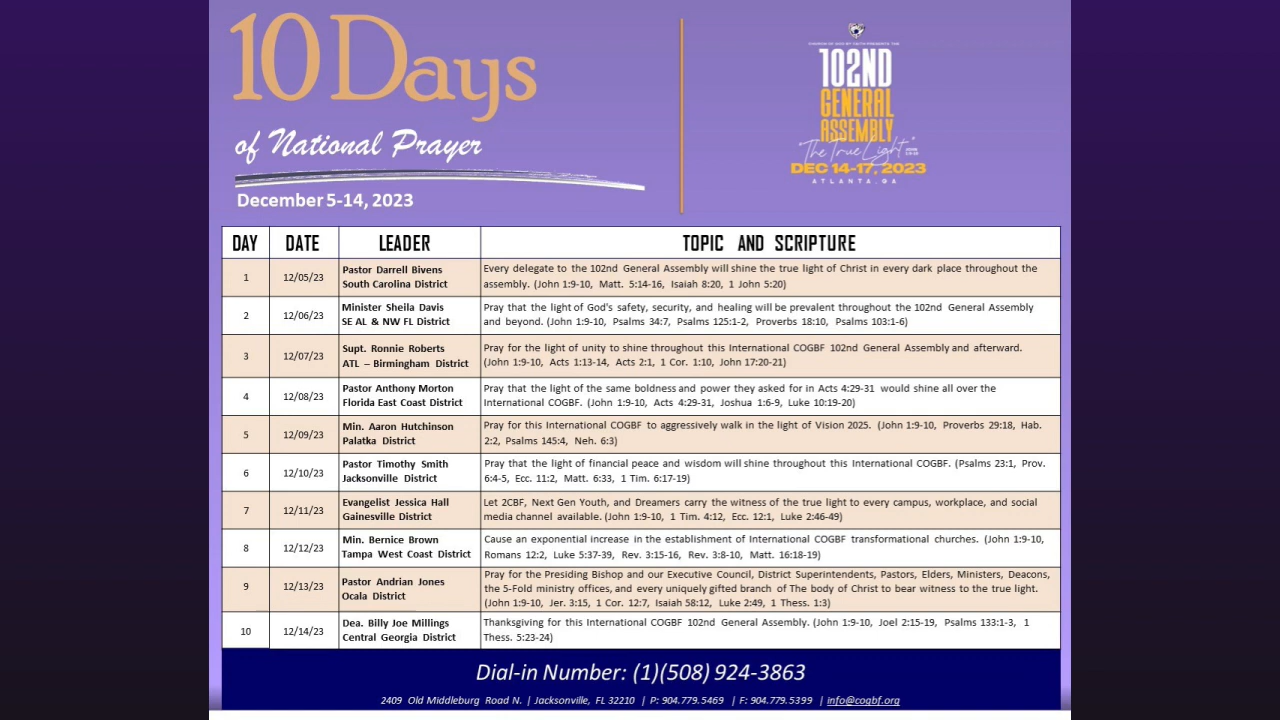 10 Days
of National Prayer
December 5-14, 2023
102ND
GENERAL
ASSEMBLY
"The True Light"
DEC 14-17, 2023
ATLANTA, GA
DAY DATE LEADER TOPIC AND SCRIPTURE
1 12/05/23 Pastor Darrell Bivens
South Carolina District
Every delegate to the 102nd General Assembly will shine the true light of Christ in every dark place throughout the
assembly. (John 1:9-10, Matt. 5:14-16, Isaiah 8:20, 1 John 5:20)
2 12/06/23 Minister Sheila Davis
SE AL & NW FL District
Pray that the light of God's safety, security, and healing will be prevalent throughout the 102nd General Assembly
and beyond. (John 1:9-10, Psalms 34:7, Psalms 125:1-2, Proverbs 18:10, Psalms 103:1-6)
3 12/07/23 Supt. Ronnie Roberts
ATL – Birmingham District
Pray for the light of unity to shine throughout this International COGBF 102nd General Assembly and afterward.
(John 1:9-10, Acts 1:13-14, Acts 2:1, 1 Cor. 1:10, John 17:20-21)
4 12/08/23 Pastor Anthony Morton
Florida East Coast District
Pray that the light of the same boldness and power they asked for in Acts 4:29-31 would shine all over the
International COGBF. (John 1:9-10, Acts 4:29-31, Joshua 1:6-9, Luke 10:19-20)
5 12/09/23 Min. Aaron Hutchinson
Palatka District
Pray for this International COGBF to aggressively walk in the light of Vision 2025. (John 1:9-10, Proverbs 29:18, Hab.
2:2, Psalms 145:4, Neh. 6:3)
6 12/10/23 Pastor Timothy Smith
Jacksonville District
Pray that the light of financial peace and wisdom will shine throughout this International COGBF. (Psalms 23:1, Prov.
6:4-5, Ecc. 11:2, Matt. 6:33, 1 Tim. 6:17-19)
7 12/11/23 Evangelist Jessica Hall
Gainesville District
Let 2CBF, Next Gen Youth, and Dreamers carry the witness of the true light to every campus, workplace, and social
media channel available. (John 1:9-10, 1 Tim. 4:12, Ecc. 12:1, Luke 2:46-49)
8 12/12/23 Min. Bernice Brown
Tampa West Coast District
Cause an exponential increase in the establishment of International COGBF transformational churches. (John 1:9-10,
Romans 12:2, Luke 5:37-39, Rev. 3:15-16, Rev. 3:8-10, Matt. 16:18-19)
9 12/13/23 Pastor Andrian Jones
Ocala District
Pray for the Presiding Bishop and our Executive Council, District Superintendents, Pastors, Elders, Ministers, Deacons,
the 5-Fold ministry offices, and every uniquely gifted branch of The body of Christ to bear witness to the true light.
(John 1:9-10, Jer. 3:15, 1 Cor. 12:7, Isaiah 58:12, Luke 2:49, 1 Thess. 1:3)
10 12/14/23 Dea. Billy Joe Millings
Central Georgia District
Thanksgiving for this International COGBF 102nd General Assembly. (John 1:9-10, Joel 2:15-19, Psalms 133:1-3, 1
Thess. 5:23-24)
Dial-in Number: (1)(508) 924-3863
2409 Old Middleburg Road N. | Jacksonville, FL 32210 | P: 904.779.5469 | F: 904.779.5399 | info@cogbf.org